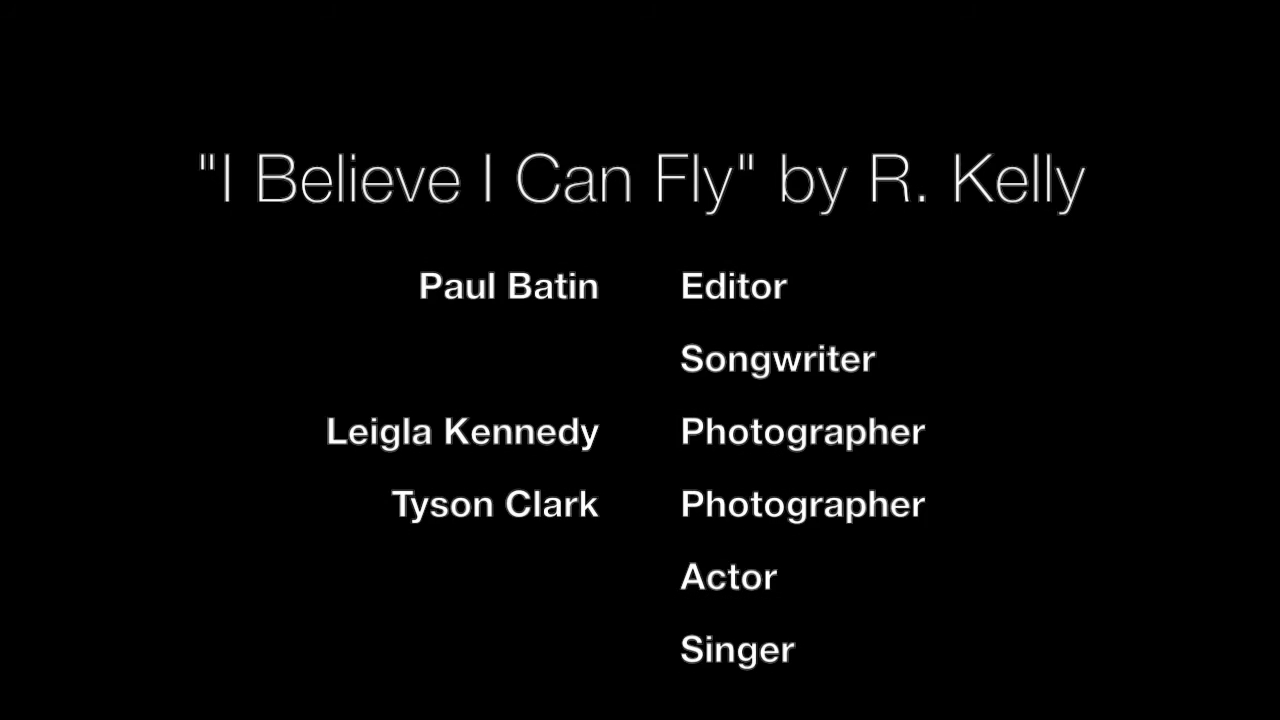 "I Believe I Can Fly" by R. Kelly
Paul Batin Editor
Songwriter
Leigla Kennedy Photographer
Tyson Clark Photographer
Actor
Singer